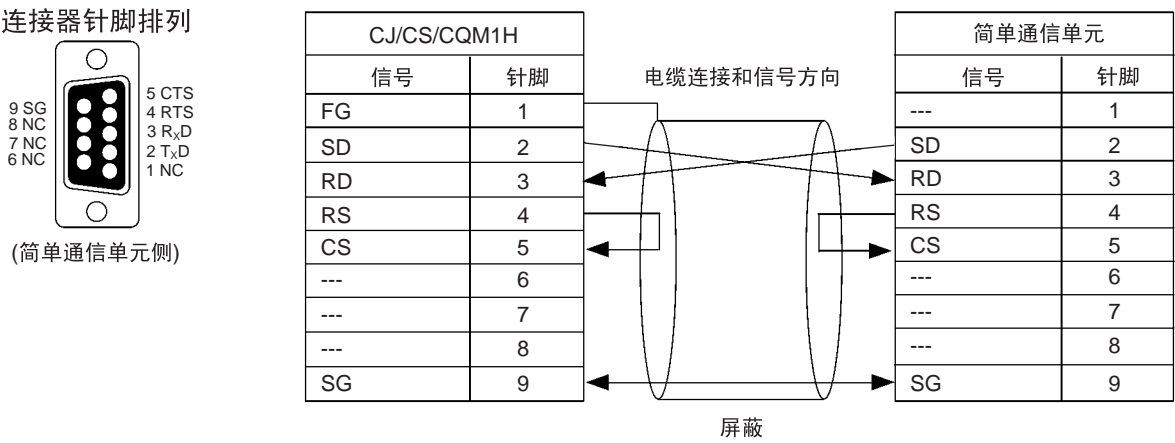 连接器针脚排列
9 SG
8 NC
7 NC
6 NC
5 CTS
4 RTS
3 RXD
2 TXD
1 NC
(简单通信单元侧)
CJ/CS/CQM1H
信号 针脚
FG 1
SD 2
RD 3
RS 4
CS 5
--- 6
--- 7
--- 8
SG 9
电缆连接和信号方向
屏蔽
简单通信单元
信号 针脚
--- 1
SD 2
RD 3
RS 4
CS 5
--- 6
--- 7
--- 8
SG 9